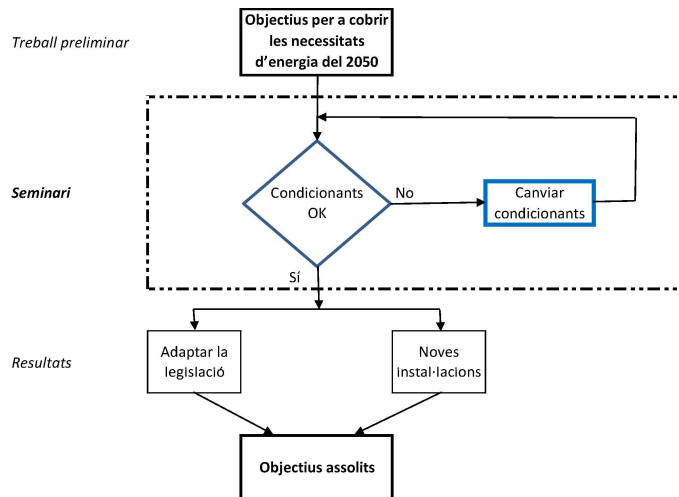 Objectius per a cobrir
les necessitats
d'energia del 2050
Treball preliminar
Seminari
Condicionants
OK
No
Canviar
condicionants
Sí
Resultats
Adaptar la
legislació
Noves
instal·lacions
Objectius assolits